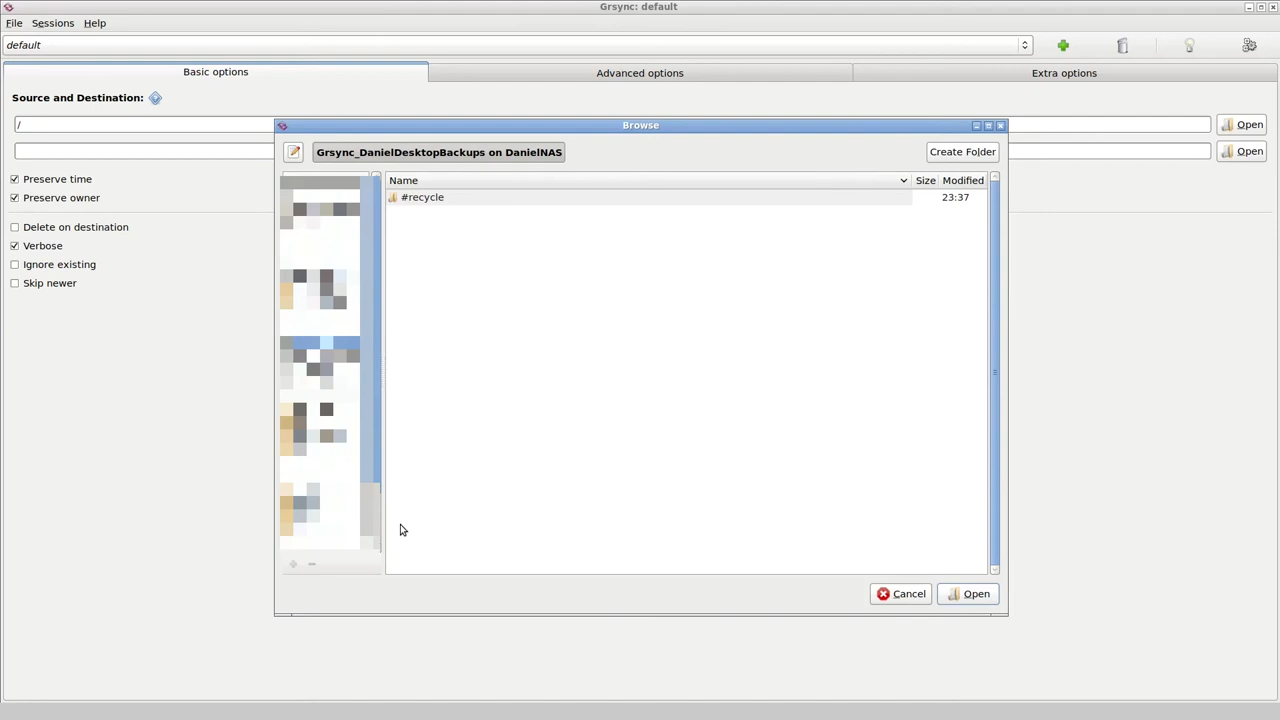 Grsync: default
File Sessions Help
default
Basic options
Advanced options
Extra options
Source and Destination:
/
Open
Open
Preserve time
Preserve owner
Delete on destination
Verbose
Ignore existing
Skip newer
Browse
Grsync_DanielDesktopBackups on DanielNAS
Create Folder
Name Size Modified
#recycle 23:37
Cancel Open